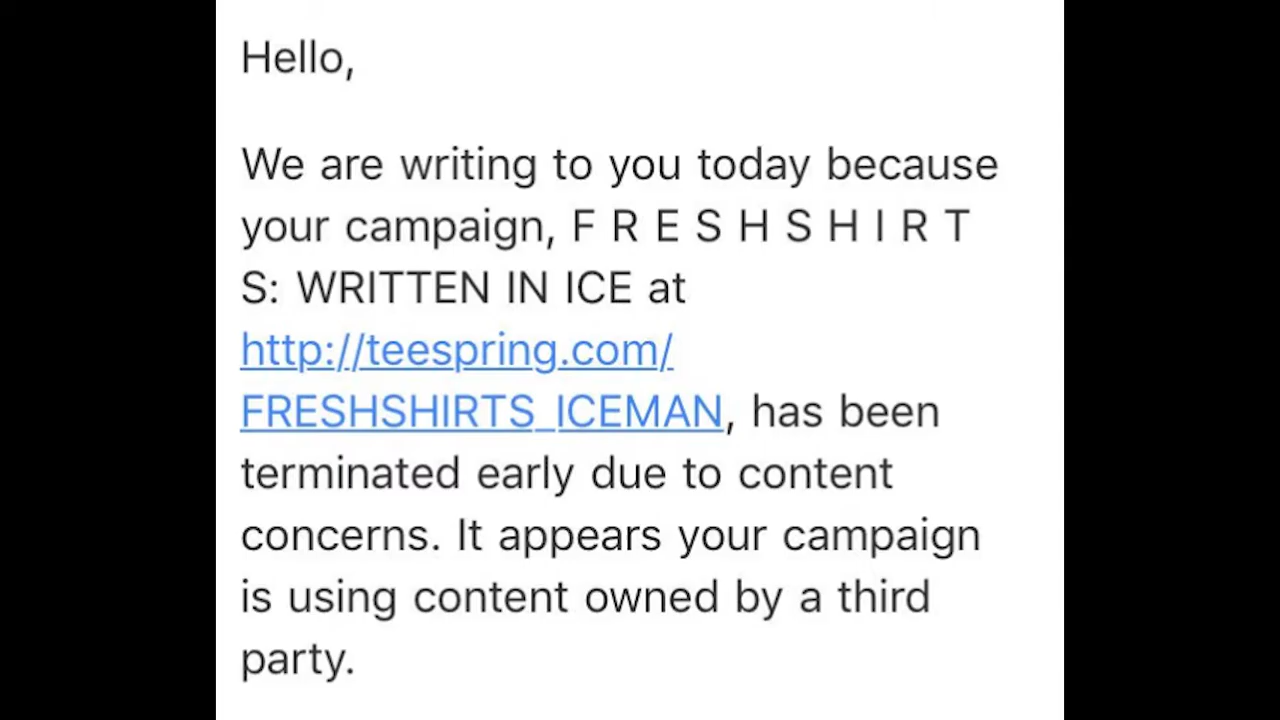 Hello,
We are writing to you today because
your campaign, F R E S H S H I R T
S: WRITTEN IN ICE at
http://teespring.com/
FRESHSHIRTS_ICEMAN, has been
terminated early due to content
concerns. It appears your campaign
is using content owned by a third
party.